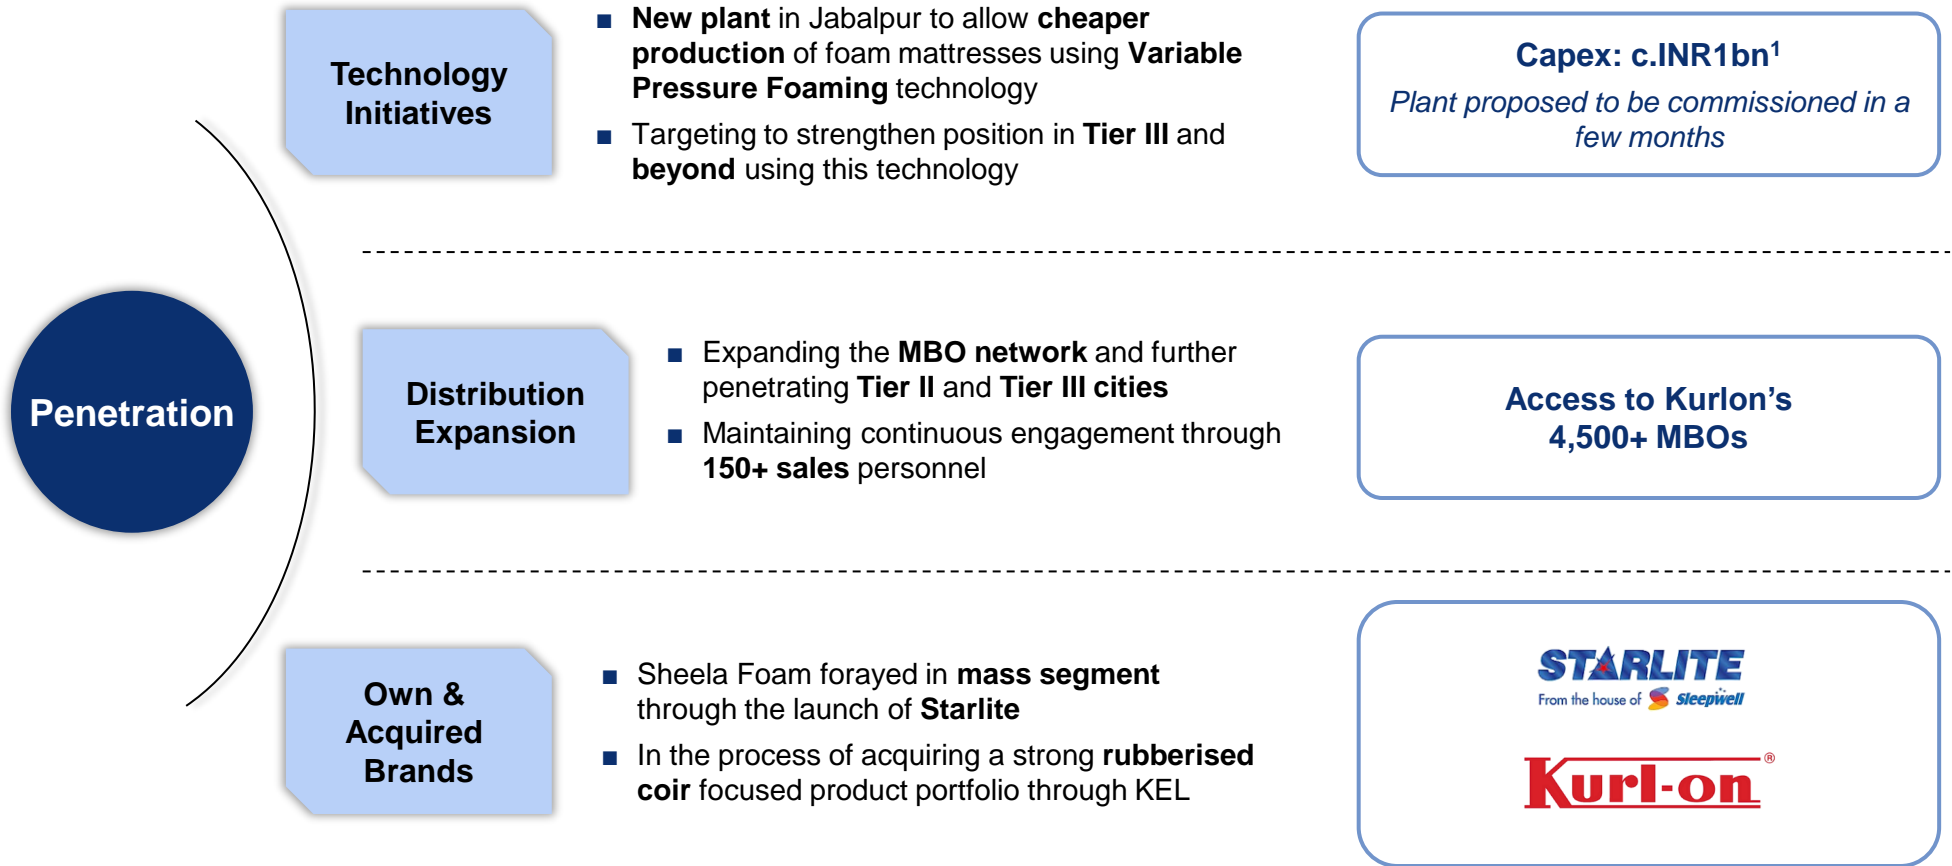 Penetration
Technology
Initiatives
■ New plant in Jabalpur to allow cheaper
production of foam mattresses using Variable
Pressure Foaming technology
■ Targeting to strengthen position in Tier III and
beyond using this technology
Capex: c.INR1bn¹
Plant proposed to be commissioned in a
few months
Distribution
Expansion
■ Expanding the MBO network and further
penetrating Tier II and Tier III cities
■ Maintaining continuous engagement through
150+ sales personnel
Access to Kurlon’s
4,500+ MBOs
Own &
Acquired
Brands
■ Sheela Foam forayed in mass segment
through the launch of Starlite
■ In the process of acquiring a strong rubberised
coir focused product portfolio through KEL
STARLITE
From the house of Sleepwell
Kurl-on®